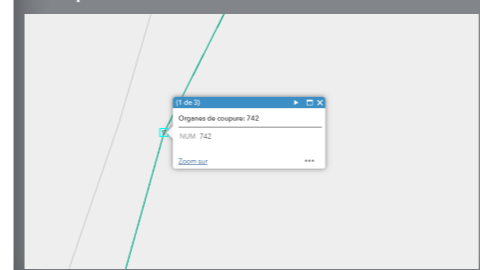 (1 de 3)
Organes de coupure: 742
NUM 742
Zoom sur
•••